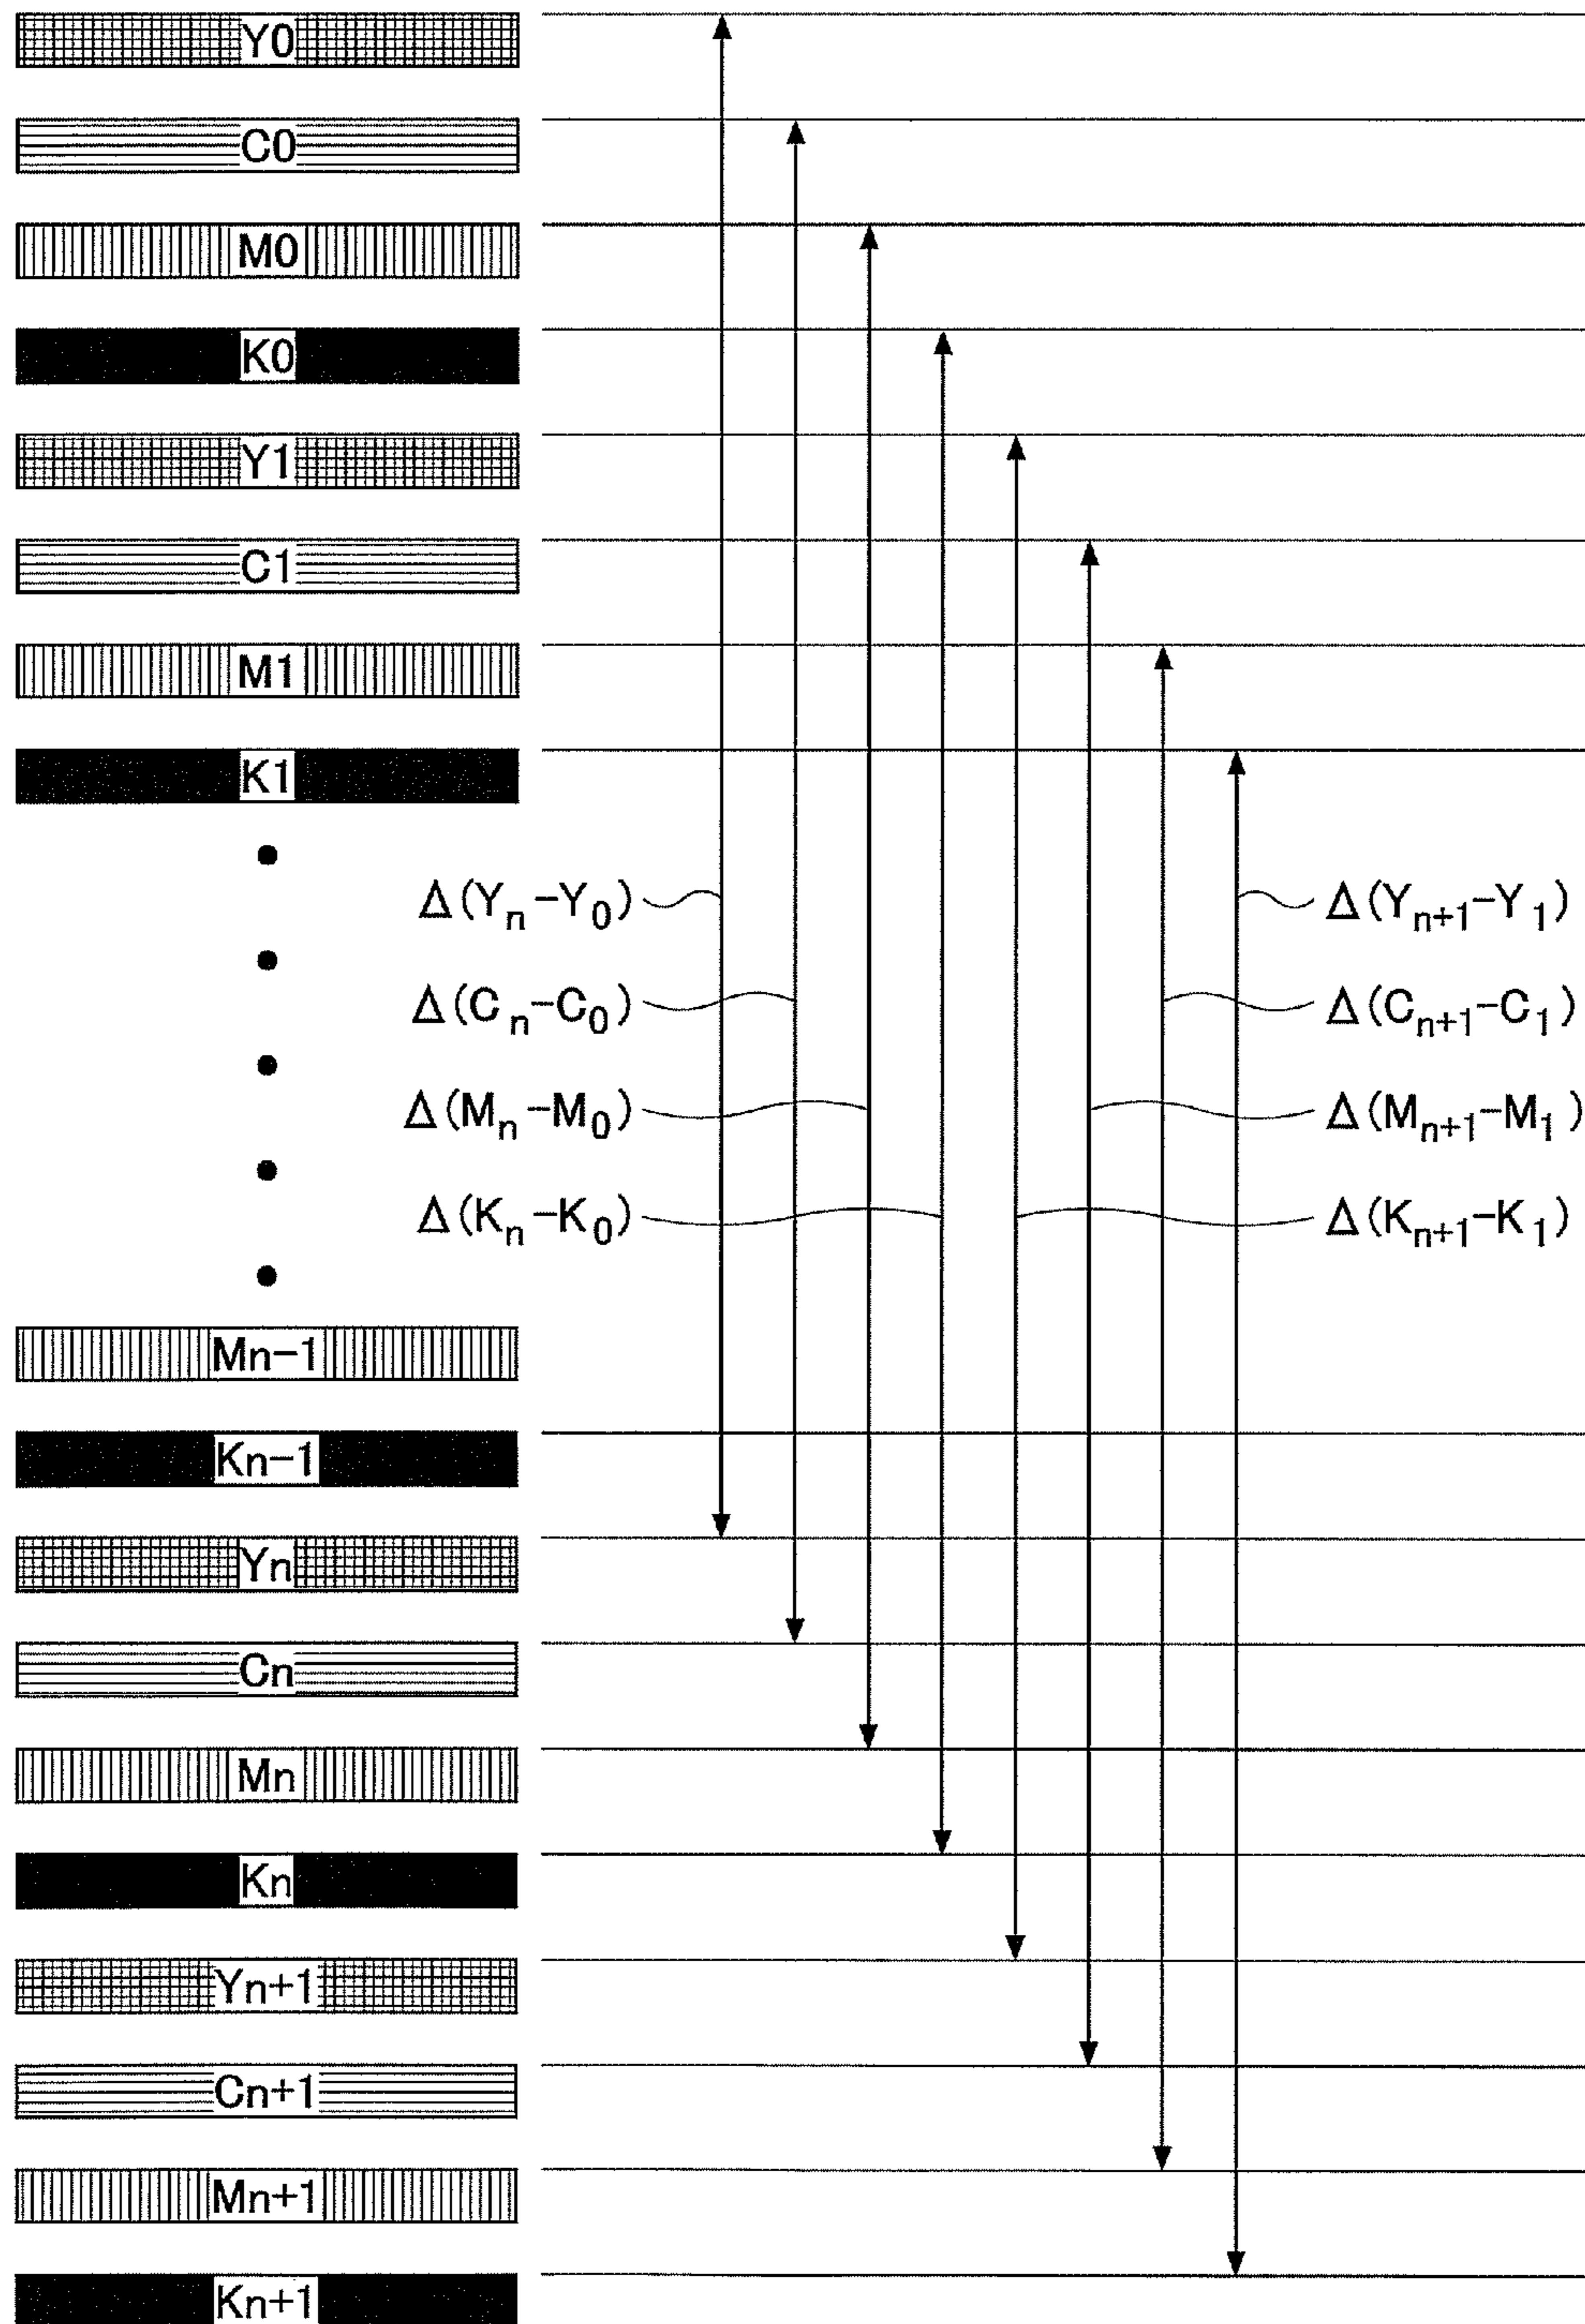 Y0
C0
M0
K0
Y1
C1
M1
K1
Δ(Yn-Y0) Δ(Yn+1-Y1)
Δ(Cn-C0) Δ(Cn+1-C1)
Δ(Mn-M0) Δ(Mn+1-M1)
Δ(Kn-K0) Δ(Kn+1-K1)
Mn-1
Kn-1
Yn
Cn
Mn
Kn
Yn+1
Cn+1
Mn+1
Kn+1